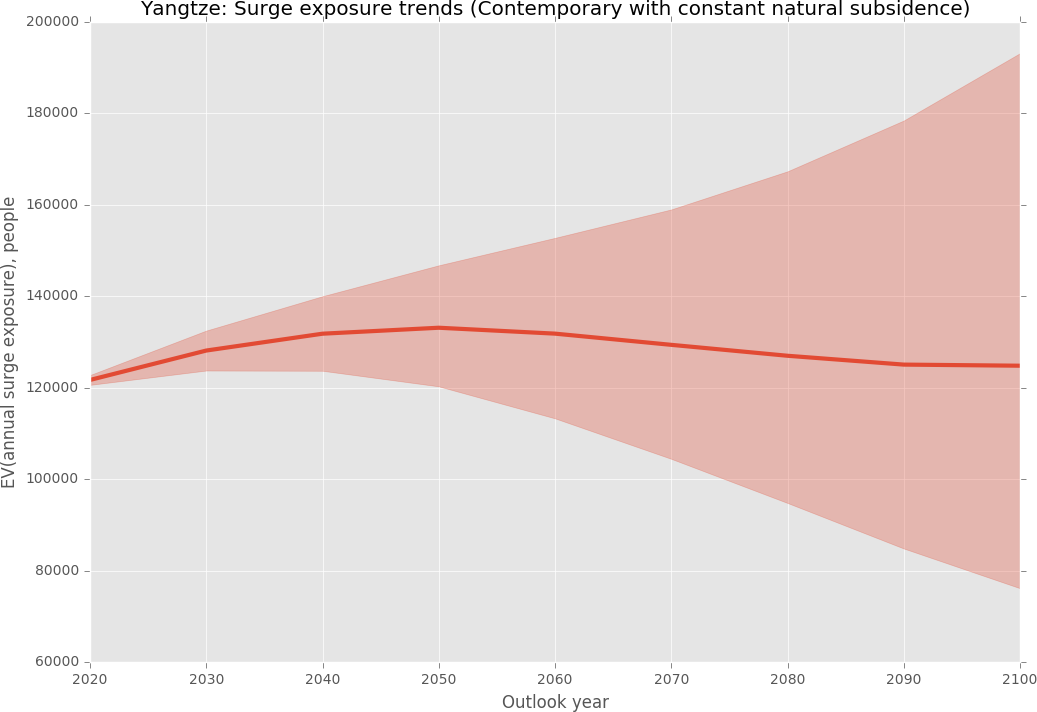 Yangtze: Surge exposure trends (Contemporary with constant natural subsidence)
200000
180000
160000
140000
120000
100000
80000
60000
EV(annual surge exposure), people
2020 2030 2040 2050 2060 2070 2080 2090 2100
Outlook year